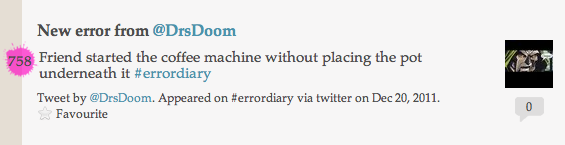 New error from @DrsDoom
758
Friend started the coffee machine without placing the pot
underneath it #errordiary
Tweet by @DrsDoom. Appeared on #errordiary via twitter on Dec 20, 2011.
Favourite
0